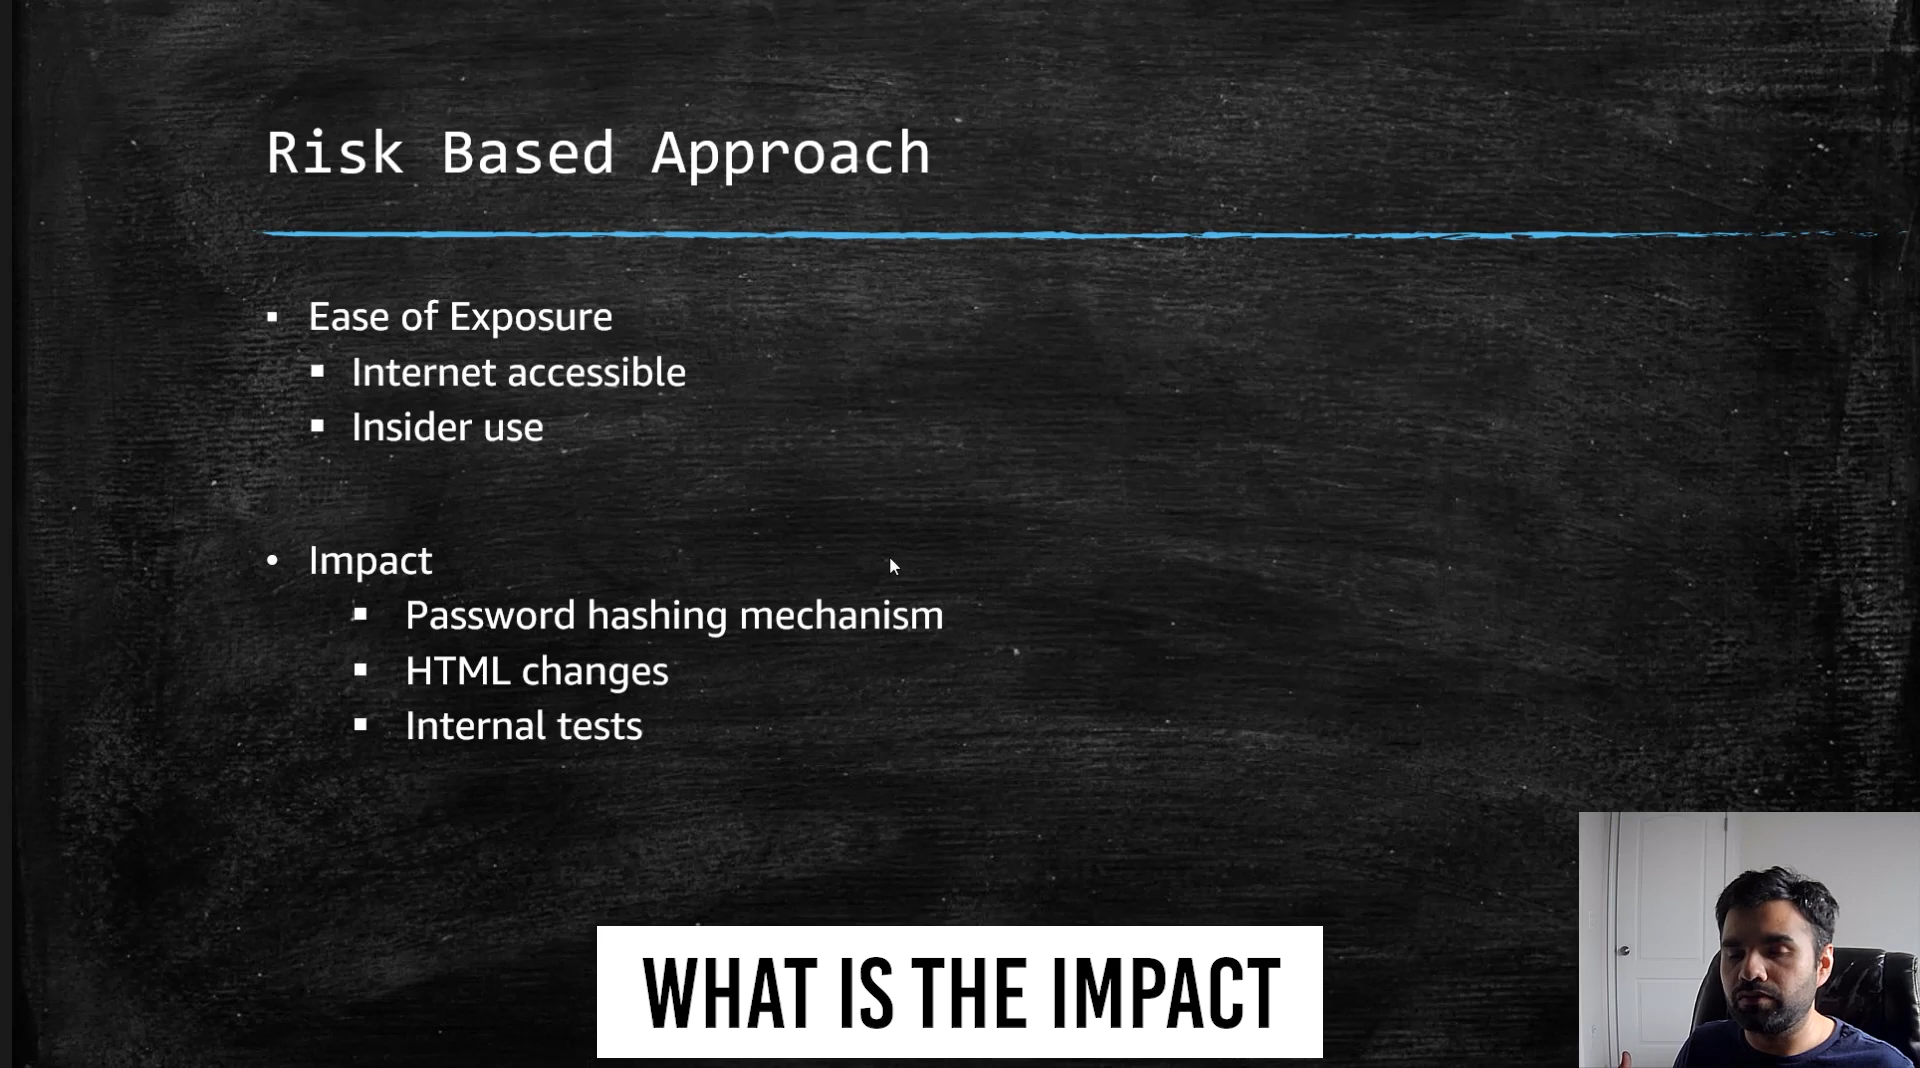 Risk Based Approach
▪ Ease of Exposure
▪ Internet accessible
▪ Insider use
• Impact
▪ Password hashing mechanism
▪ HTML changes
▪ Internal tests
WHAT IS THE IMPACT